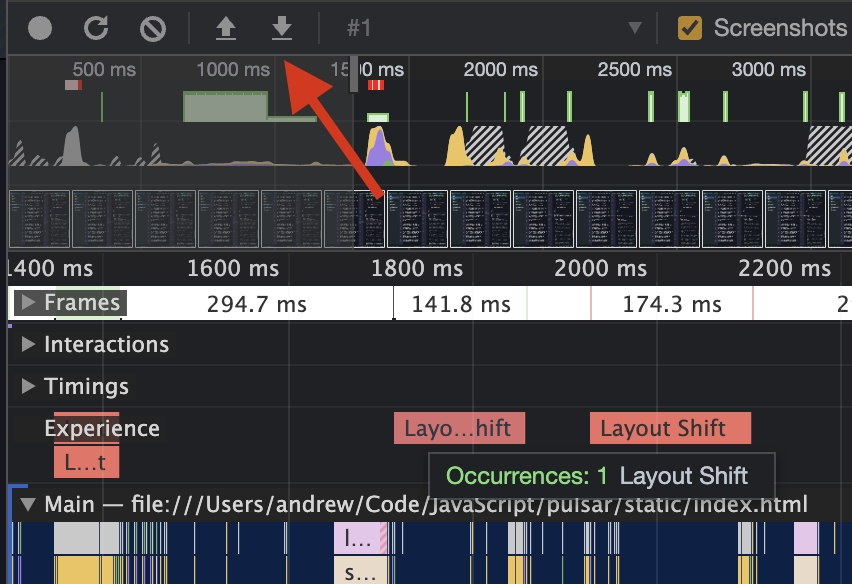 #1 Screenshots
500 ms 1000 ms 1500 ms 2000 ms 2500 ms 3000 ms
1400 ms 1600 ms 1800 ms 2000 ms 2200 ms
Frames 294.7 ms 141.8 ms 174.3 ms 2
Interactions
Timings
Experience Layo…hift Layout Shift
L…t
Occurrences: 1 Layout Shift
Main — file:///Users/andrew/Code/JavaScript/pulsar/static/index.html
l…
s…